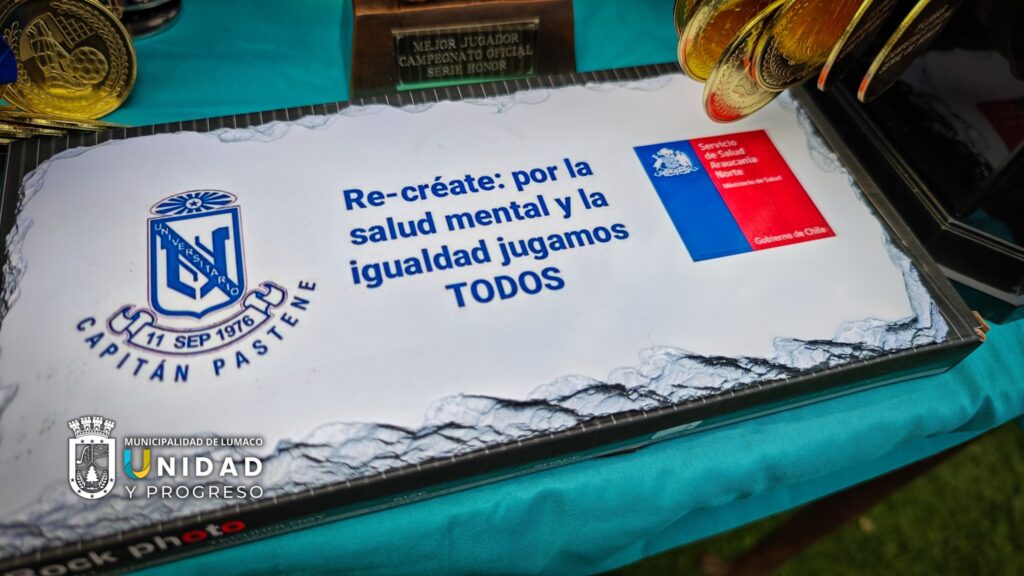 MEJOR JUGADOR
CAMPEONATO OFICIAL
SERIE HONOR
Re-créate: por la
salud mental y la
igualdad jugamos
TODOS
Servicio
de Salud
Araucanía
Norte
Ministerio de Salud
Gobierno de Chile
UNIVERSITARIO
11 SEP 1976
CAPITÁN PASTENE
MUNICIPALIDAD DE LUMACO
UNIDAD
Y PROGRESO
Rock photo